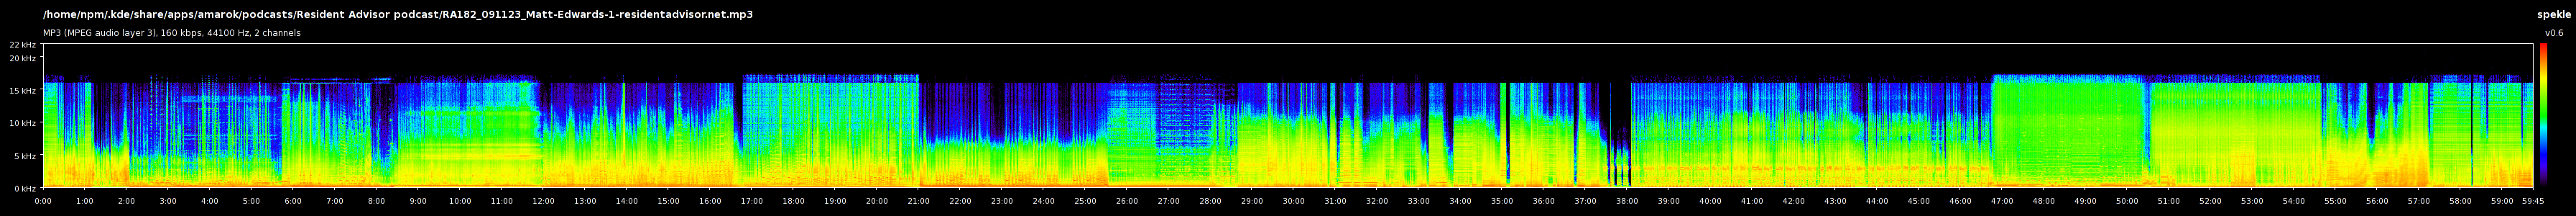 /home/npm/.kde/share/apps/amarok/podcasts/Resident Advisor podcast/RA182_091123_Matt-Edwards-1-residentadvisor.net.mp3
spekle
MP3 (MPEG audio layer 3), 160 kbps, 44100 Hz, 2 channels
v0.6
22 kHz
20 kHz
15 kHz
10 kHz
5 kHz
0 kHz
0:00 1:00 2:00 3:00 4:00 5:00 6:00 7:00 8:00 9:00 10:00 11:00 12:00 13:00 14:00 15:00 16:00 17:00 18:00 19:00 20:00 21:00 22:00 23:00 24:00 25:00 26:00 27:00 28:00 29:00 30:00 31:00 32:00 33:00 34:00 35:00 36:00 37:00 38:00 39:00 40:00 41:00 42:00 43:00 44:00 45:00 46:00 47:00 48:00 49:00 50:00 51:00 52:00 53:00 54:00 55:00 56:00 57:00 58:00 59:00 59:45